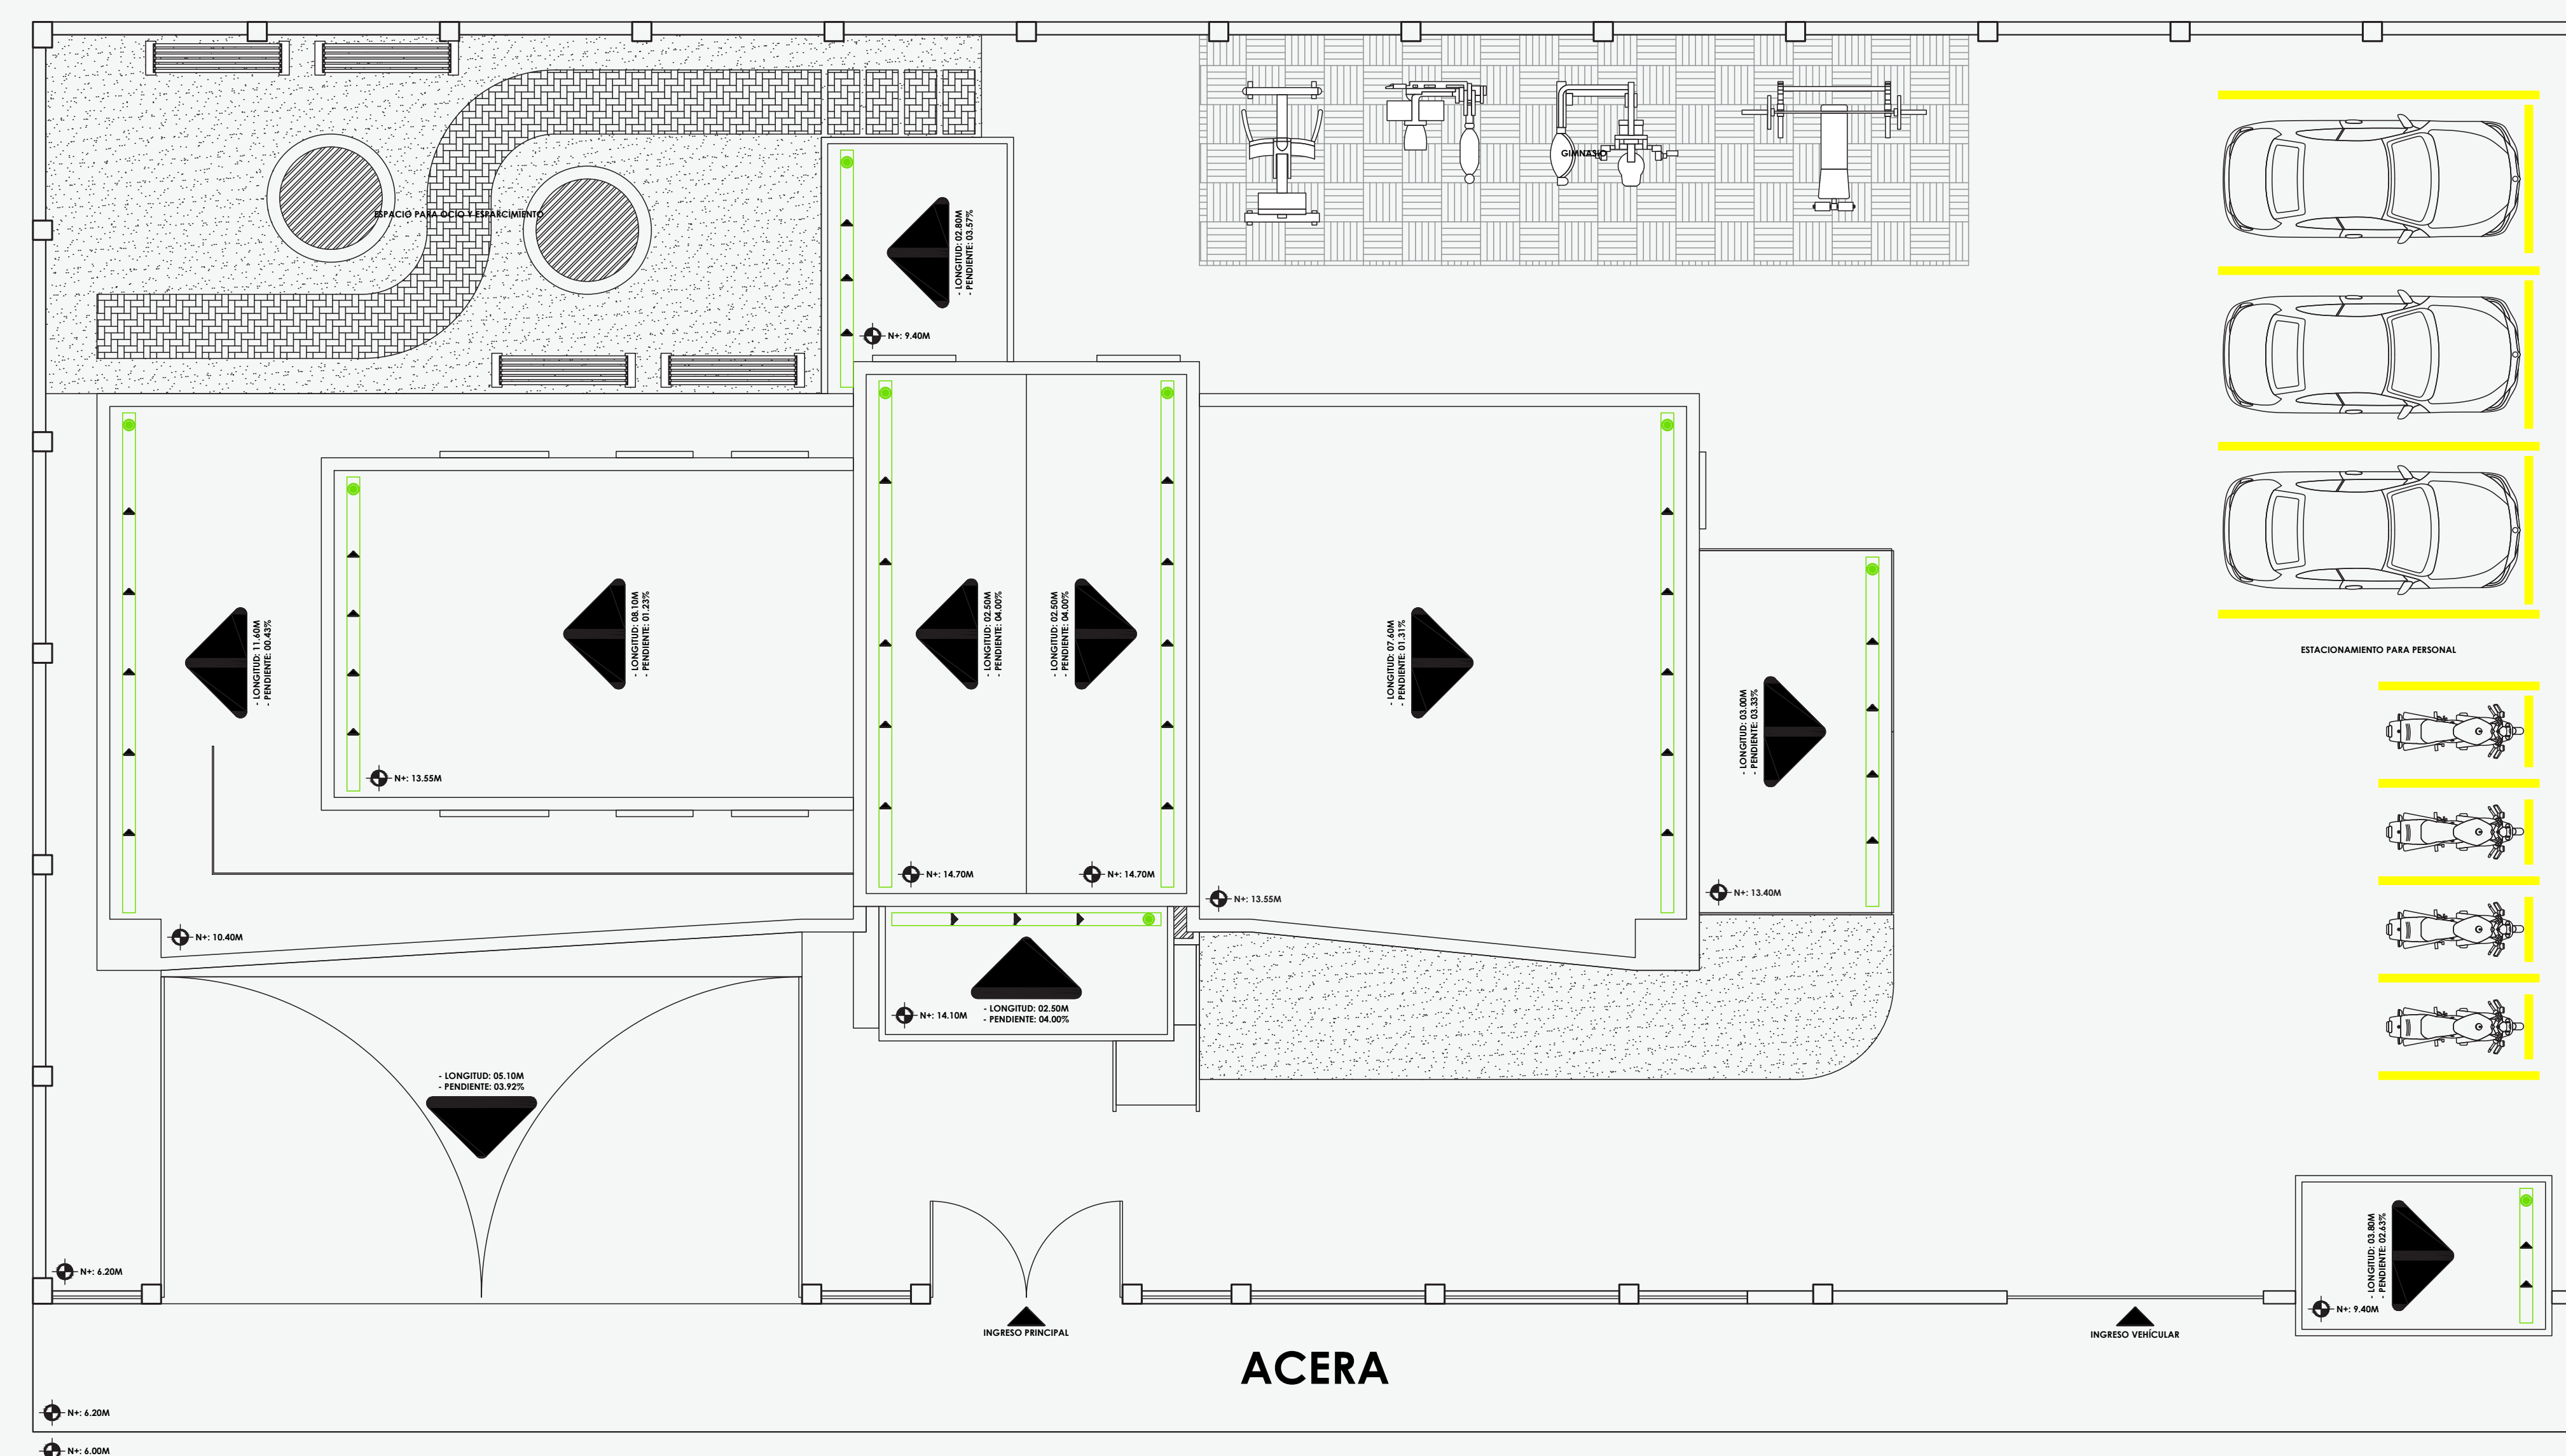 GIMNASIO
ESPACIO PARA OCIO Y ESPARCIMIENTO
- LONGITUD: 02.80M
- PENDIENTE: 03.57%
N+: 9.40M
- LONGITUD: 11.60M
- PENDIENTE: 00.43%
- LONGITUD: 08.10M
- PENDIENTE: 01.23%
- LONGITUD: 02.50M
- PENDIENTE: 04.00%
- LONGITUD: 02.50M
- PENDIENTE: 04.00%
- LONGITUD: 07.60M
- PENDIENTE: 01.31%
- LONGITUD: 03.00M
- PENDIENTE: 03.33%
ESTACIONAMIENTO PARA PERSONAL
N+: 13.55M
N+: 14.70M
N+: 14.70M
N+: 13.55M
N+: 13.40M
N+: 10.40M
N+: 14.10M
- LONGITUD: 02.50M
- PENDIENTE: 04.00%
- LONGITUD: 05.10M
- PENDIENTE: 03.92%
- LONGITUD: 03.80M
- PENDIENTE: 02.63%
N+: 6.20M
N+: 9.40M
INGRESO PRINCIPAL
INGRESO VEHÍCULAR
ACERA
N+: 6.20M
N+: 6.00M